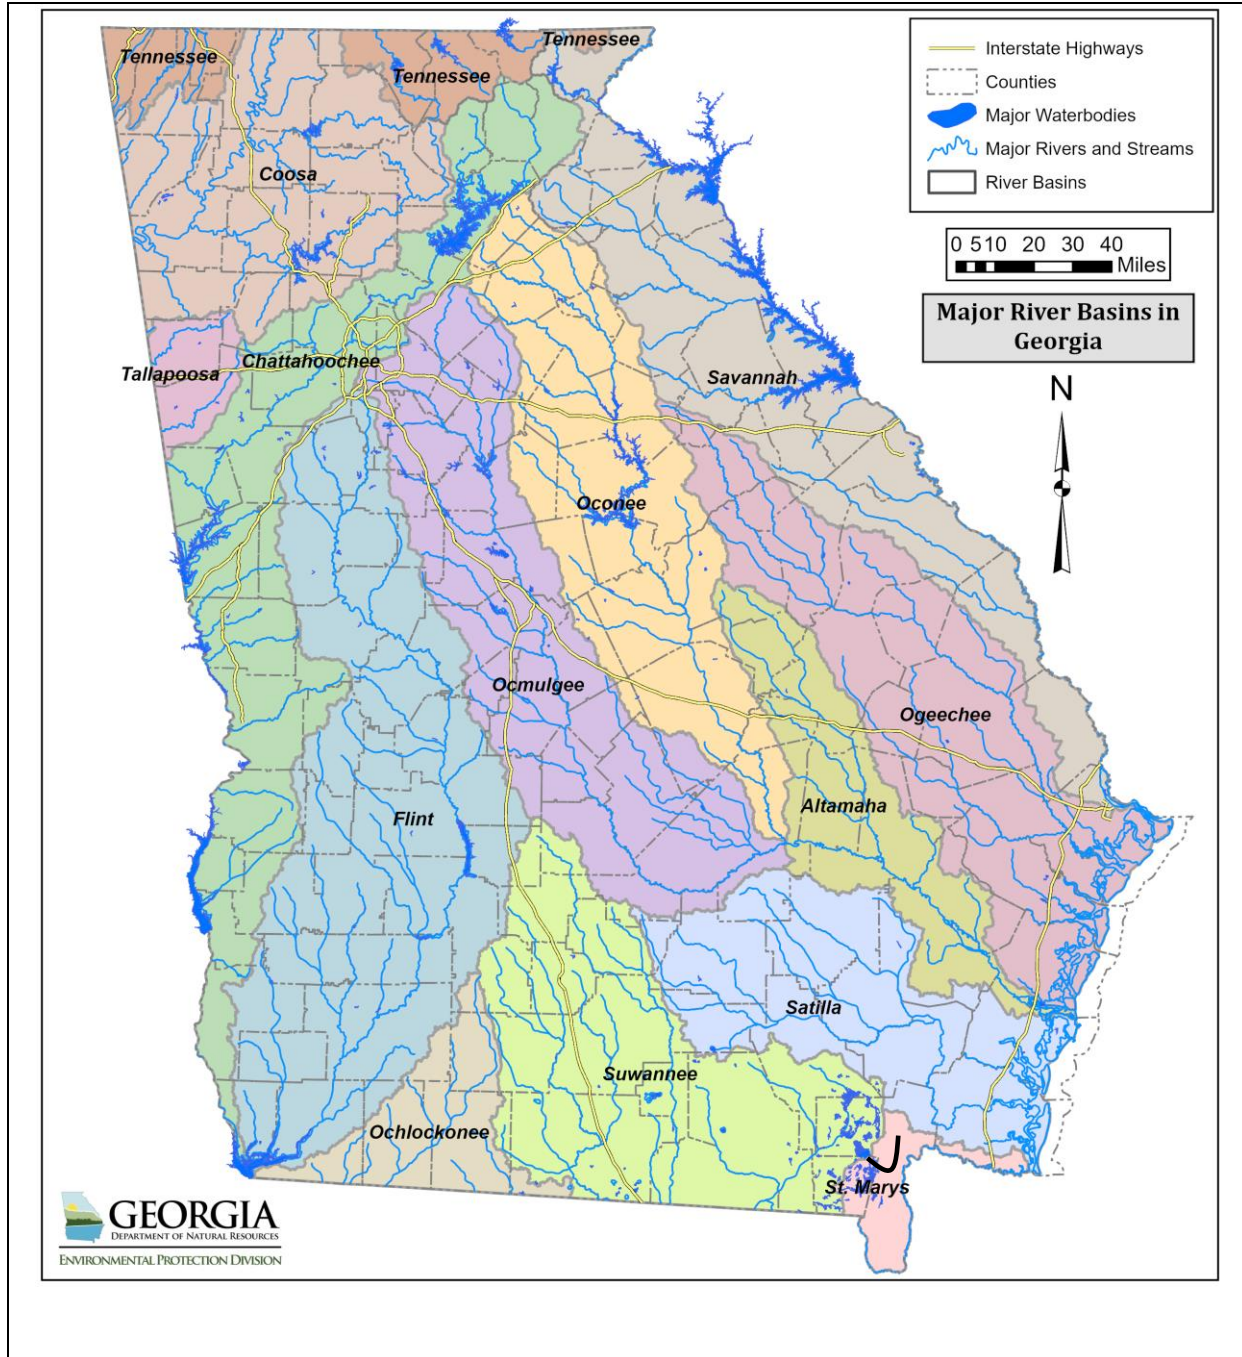 Tennessee
Tennessee
Tennessee
Interstate Highways
Counties
Major Waterbodies
Major Rivers and Streams
River Basins
Coosa
0 5 10 20 30 40
Miles
Major River Basins in
Georgia
Chattahoochee
Tallapoosa
Savannah
N
Oconee
Ocmulgee
Ogeechee
Altamaha
Flint
Satilla
Suwannee
Ochlockonee
St. Marys
GEORGIA
DEPARTMENT OF NATURAL RESOURCES
ENVIRONMENTAL PROTECTION DIVISION